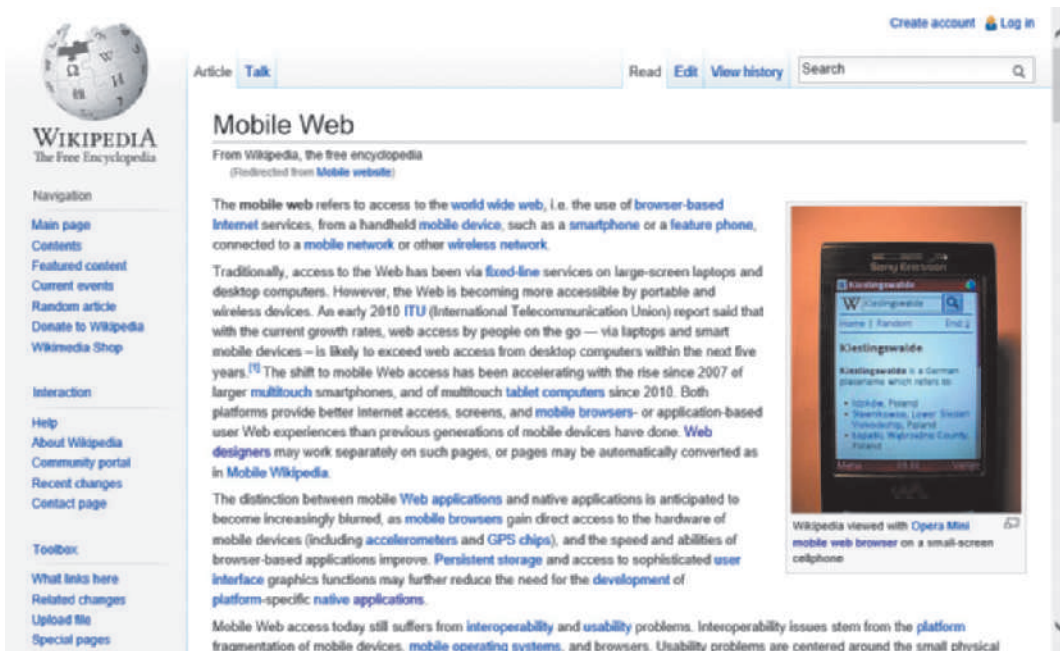 Create account Log in
Article Talk Read Edit View history Search
WIKIPEDIA
The Free Encyclopedia
Navigation
Main page
Contents
Featured content
Current events
Random article
Donate to Wikipedia
Wikimedia Shop
Interaction
Help
About Wikipedia
Community portal
Recent changes
Contact page
Toolbox
What links here
Related changes
Upload file
Special pages
Mobile Web
From Wikipedia, the free encyclopedia
(Redirected from Mobile website)
The mobile web refers to access to the world wide web, i.e. the use of browser-based
Internet services, from a handheld mobile device, such as a smartphone or a feature phone,
connected to a mobile network or other wireless network.
Traditionally, access to the Web has been via fixed-line services on large-screen laptops and
desktop computers. However, the Web is becoming more accessible by portable and
wireless devices. An early 2010 ITU (International Telecommunication Union) report said that
with the current growth rates, web access by people on the go — via laptops and smart
mobile devices – is likely to exceed web access from desktop computers within the next five
years.[1] The shift to mobile Web access has been accelerating with the rise since 2007 of
larger multitouch smartphones, and of multitouch tablet computers since 2010. Both
platforms provide better Internet access, screens, and mobile browsers- or application-based
user Web experiences than previous generations of mobile devices have done. Web
designers may work separately on such pages, or pages may be automatically converted as
in Mobile Wikipedia.
The distinction between mobile Web applications and native applications is anticipated to
become increasingly blurred, as mobile browsers gain direct access to the hardware of
mobile devices (including accelerometers and GPS chips), and the speed and abilities of
browser-based applications improve. Persistent storage and access to sophisticated user
interface graphics functions may further reduce the need for the development of
platform-specific native applications.
Mobile Web access today still suffers from interoperability and usability problems. Interoperability issues stem from the platform
fragmentation of mobile devices, mobile operating systems, and browsers. Usability problems are centered around the small physical
Sony Ericsson
Kieslingswalde
W Kieslingswalde
Home | Random
Kieslingswalde
Kieslingswalde is a German
placename which refers to:
Poland
Lower Silesian
Voivodeship, Poland
County,
Poland
Menu
Wikipedia viewed with Opera Mini
mobile web browser on a small-screen
cellphone